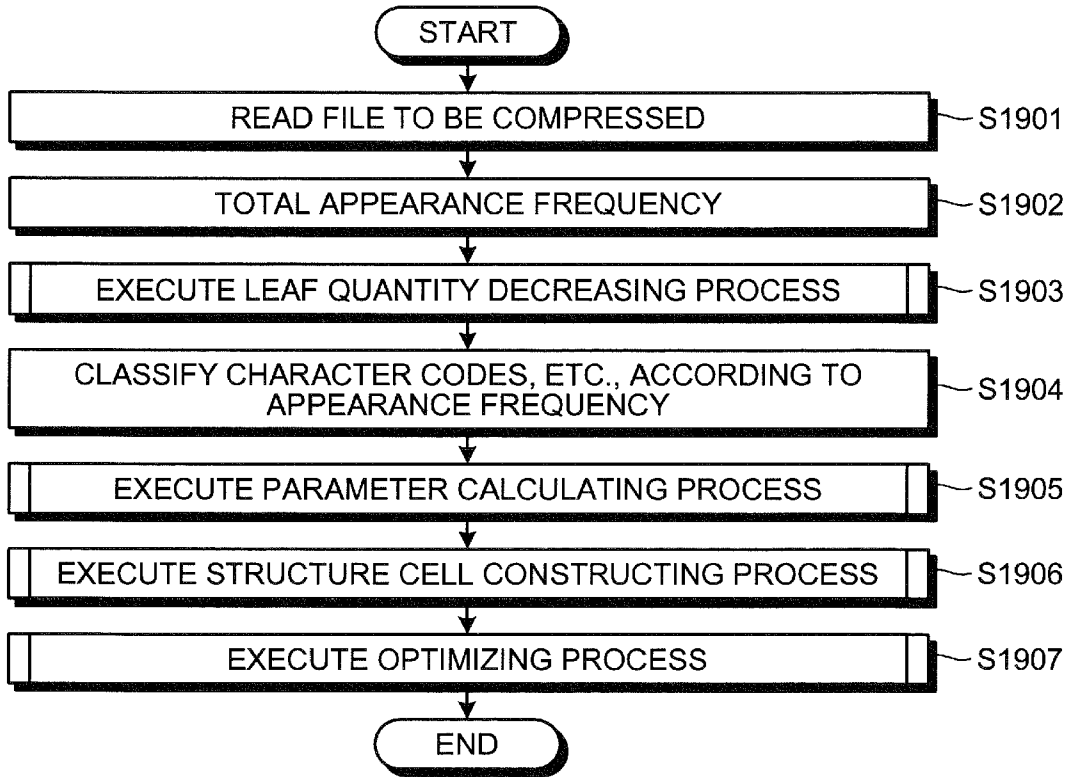 START
READ FILE TO BE COMPRESSED
S1901
TOTAL APPEARANCE FREQUENCY
S1902
EXECUTE LEAF QUANTITY DECREASING PROCESS
S1903
CLASSIFY CHARACTER CODES, ETC., ACCORDING TO
APPEARANCE FREQUENCY
S1904
EXECUTE PARAMETER CALCULATING PROCESS
S1905
EXECUTE STRUCTURE CELL CONSTRUCTING PROCESS
S1906
EXECUTE OPTIMIZING PROCESS
S1907
END